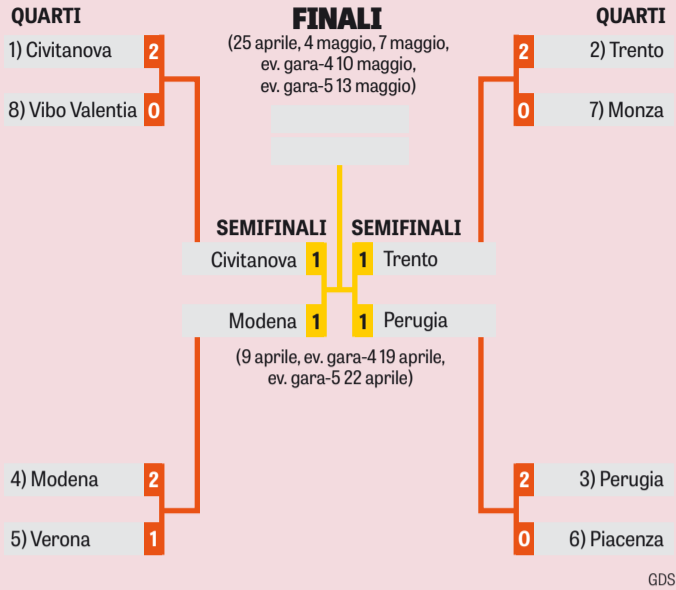 QUARTI
FINALI
QUARTI
(25 aprile, 4 maggio, 7 maggio,
ev. gara-4 10 maggio,
ev. gara-5 13 maggio)
1) Civitanova 2
8) Vibo Valentia 0
2 2) Trento
0 7) Monza
SEMIFINALI SEMIFINALI
Civitanova 1 1 Trento
Modena 1 1 Perugia
(9 aprile, ev. gara-4 19 aprile,
ev. gara-5 22 aprile)
4) Modena 2
5) Verona 1
2 3) Perugia
0 6) Piacenza
GDS